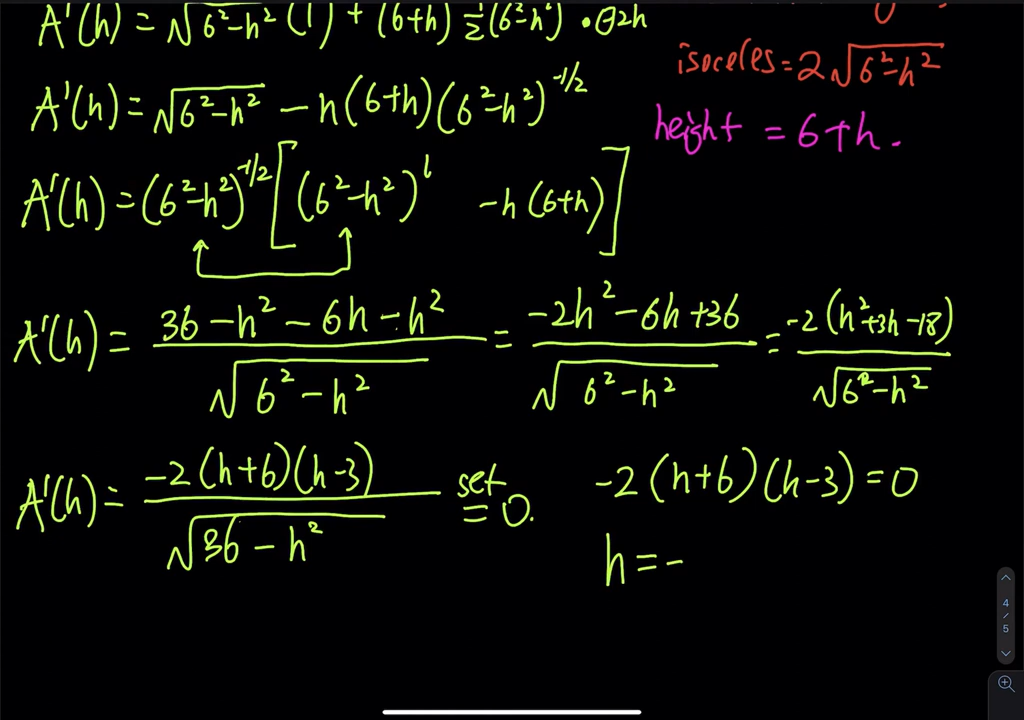 A'(h) = √6²-h² (1) + (6+h) ½(6²-h²) · -2h
isoceles = 2√6²-h²
A'(h) = √6²-h² - h(6+h)(6²-h²)^-1/2
height = 6+h.
A'(h) = (6²-h²)^-1/2 [(6²-h²)^1 -h(6+h)]
A'(h) = 36-h²-6h-h² / √6²-h² = -2h²-6h+36 / √6²-h² = -2(h²+3h-18) / √6²-h²
A'(h) = -2(h+6)(h-3) / √36-h² set = 0. -2(h+6)(h-3) = 0
h = -
4
/
5